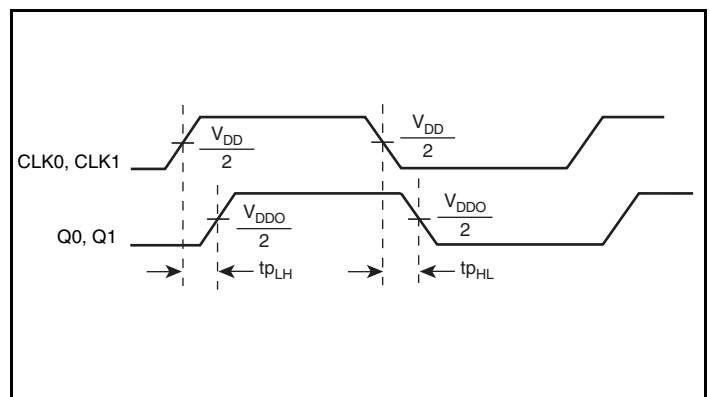 CLK0, CLK1
V_DD
2
V_DD
2
Q0, Q1
V_DDO
2
V_DDO
2
tp_LH
tp_HL